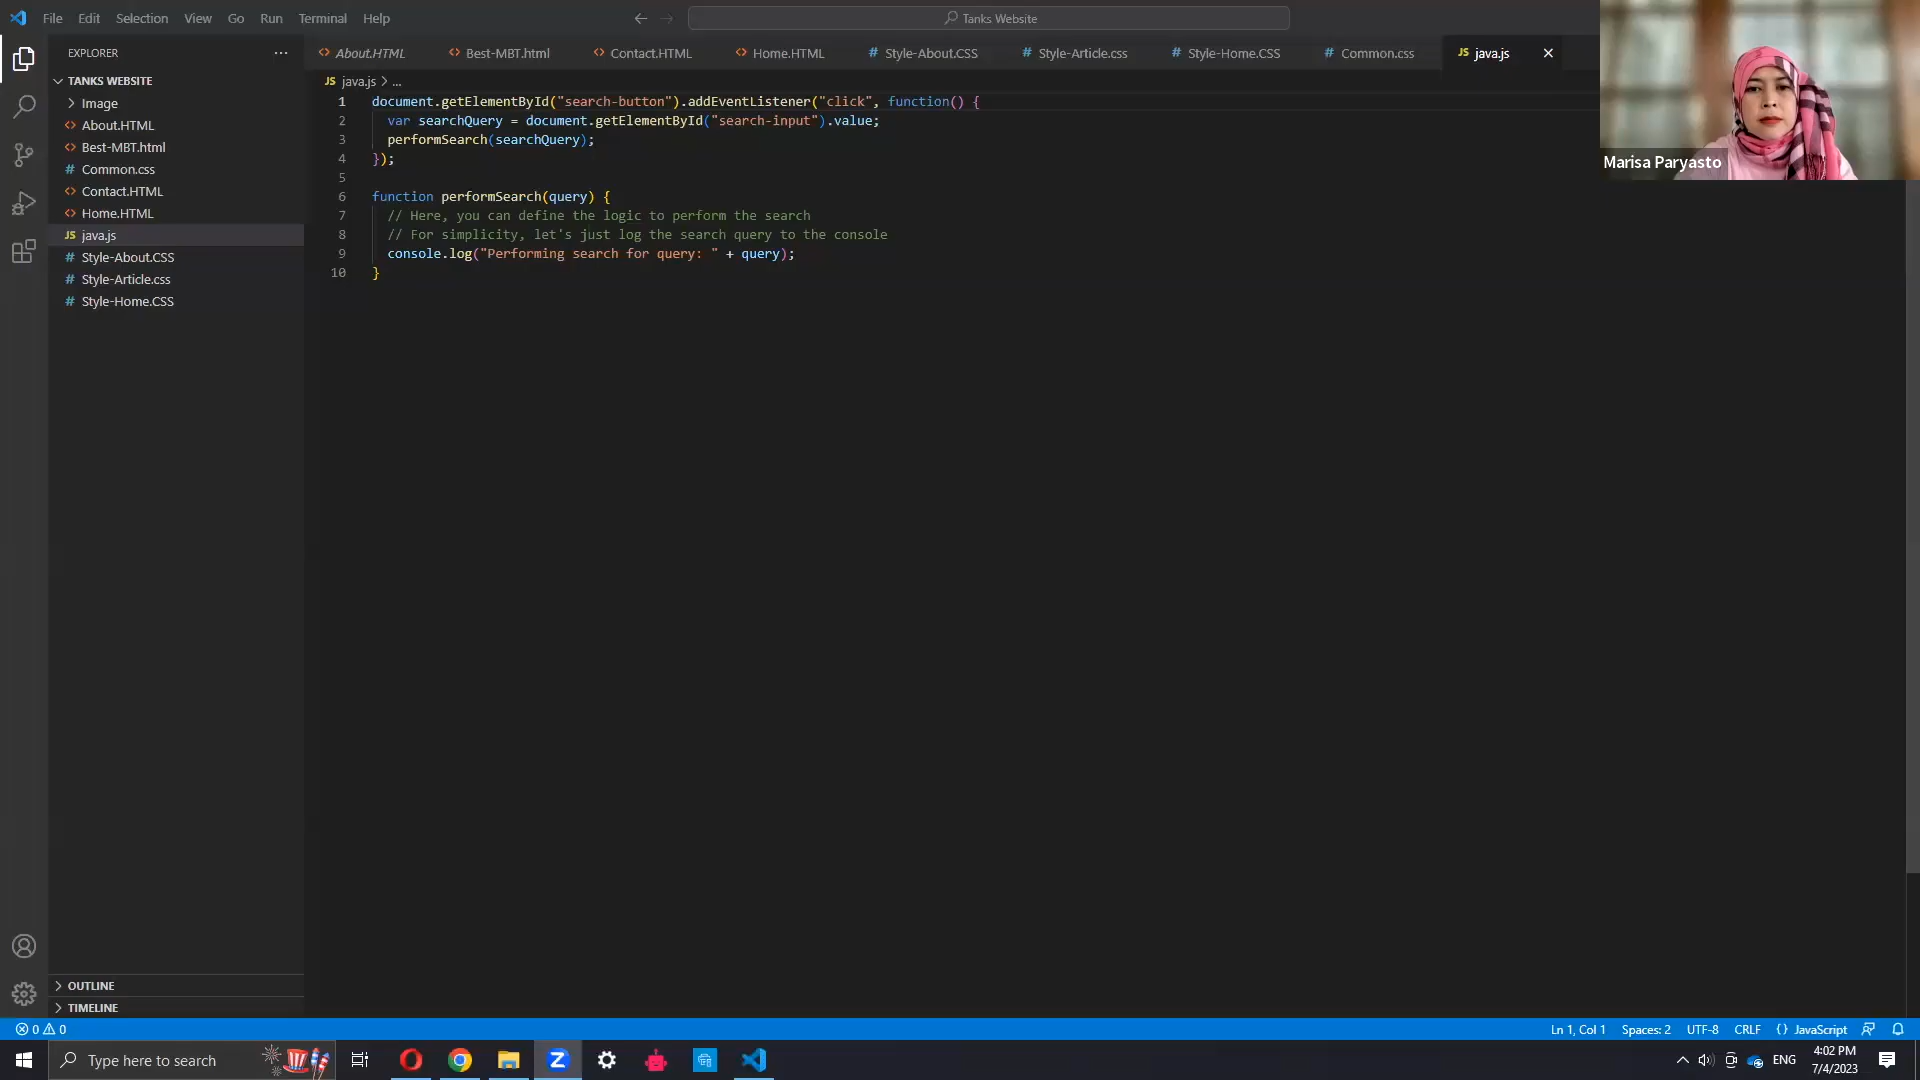 File Edit Selection View Go Run Terminal Help
Tanks Website
Marisa Paryasto
EXPLORER
TANKS WEBSITE
Image
About.HTML
Best-MBT.html
Common.css
Contact.HTML
Home.HTML
JS java.js
Style-About.CSS
Style-Article.css
Style-Home.CSS
OUTLINE
TIMELINE
About.HTML Best-MBT.html Contact.HTML Home.HTML # Style-About.CSS # Style-Article.css # Style-Home.CSS # Common.css JS java.js
JS java.js > ...
1 document.getElementById("search-button").addEventListener("click", function() {
2 var searchQuery = document.getElementById("search-input").value;
3 performSearch(searchQuery);
4 });
5
6 function performSearch(query) {
7 // Here, you can define the logic to perform the search
8 // For simplicity, let's just log the search query to the console
9 console.log("Performing search for query: " + query);
10 }
0 0
Ln 1, Col 1 Spaces: 2 UTF-8 CRLF {} JavaScript
Type here to search
ENG
4:02 PM
7/4/2023